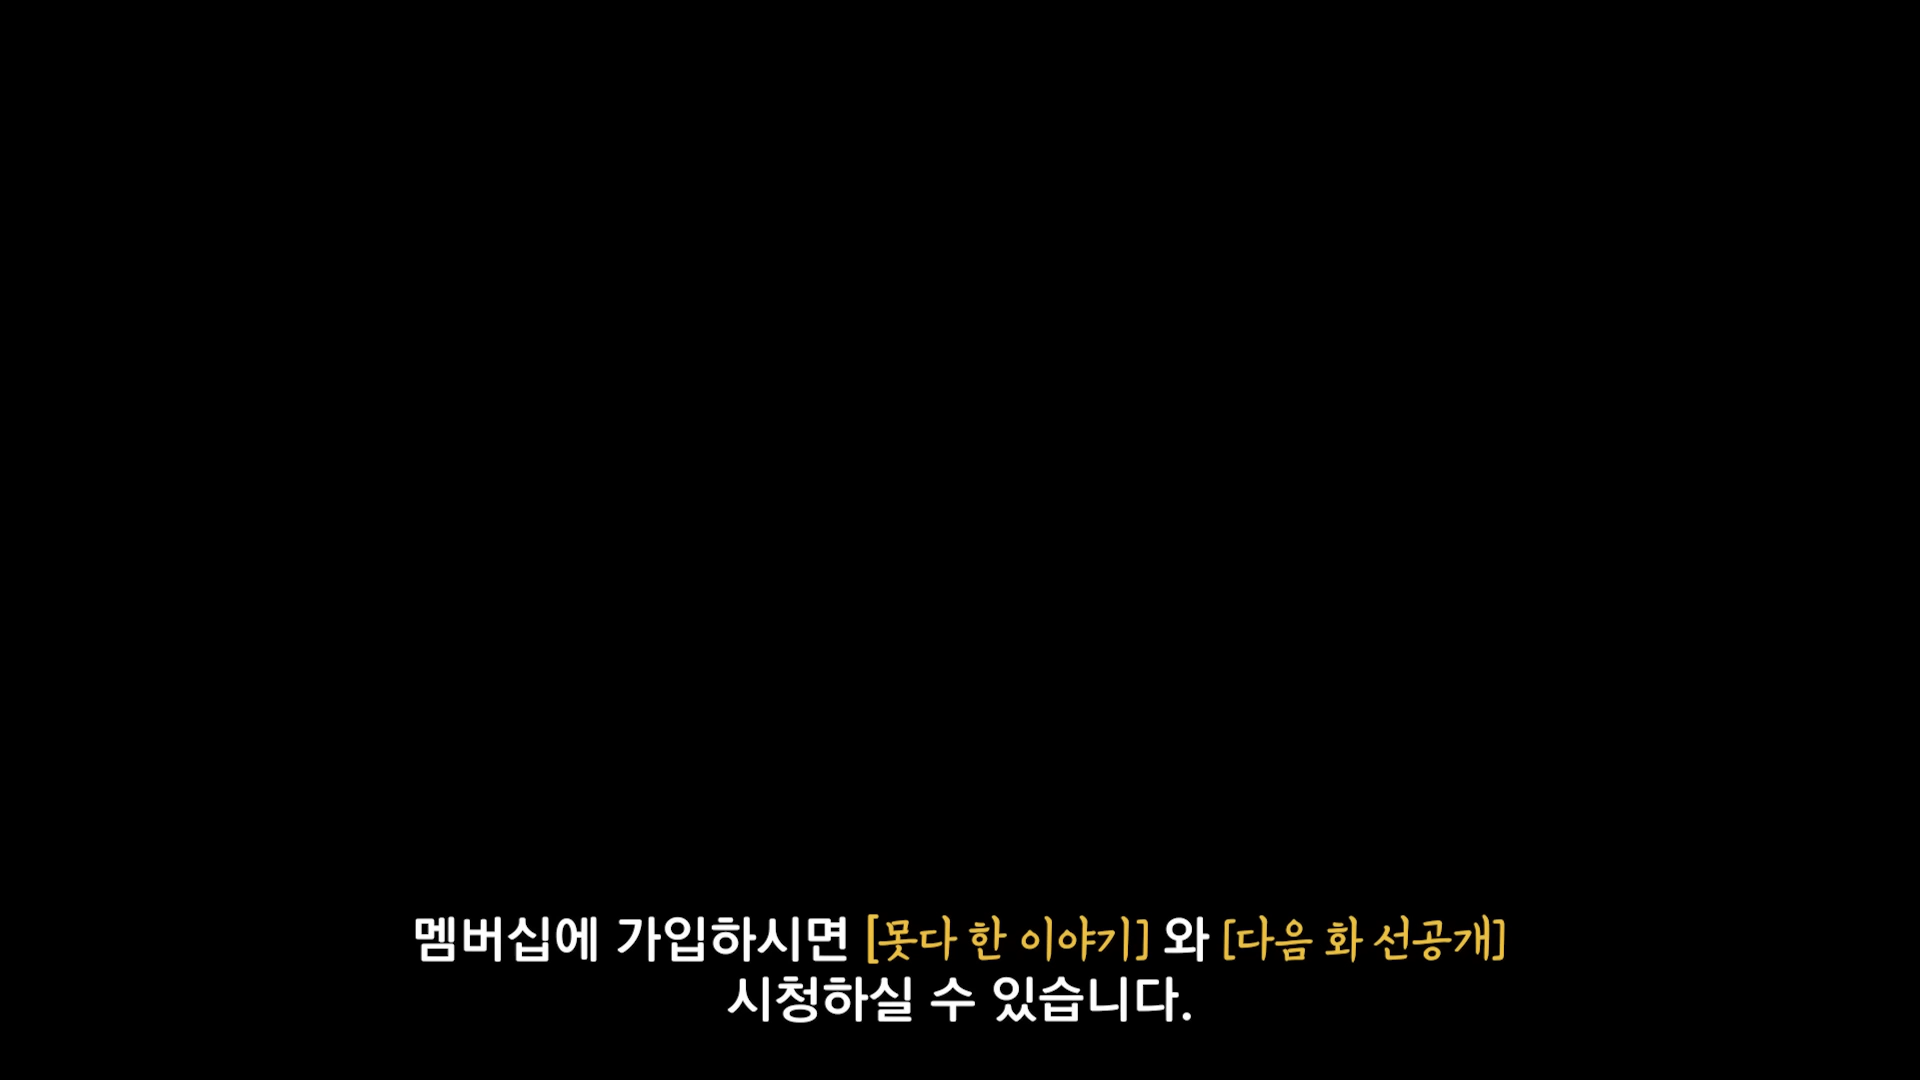 멤버십에 가입하시면 [못다 한 이야기] 와 [다음 화 선공개]
시청하실 수 있습니다.